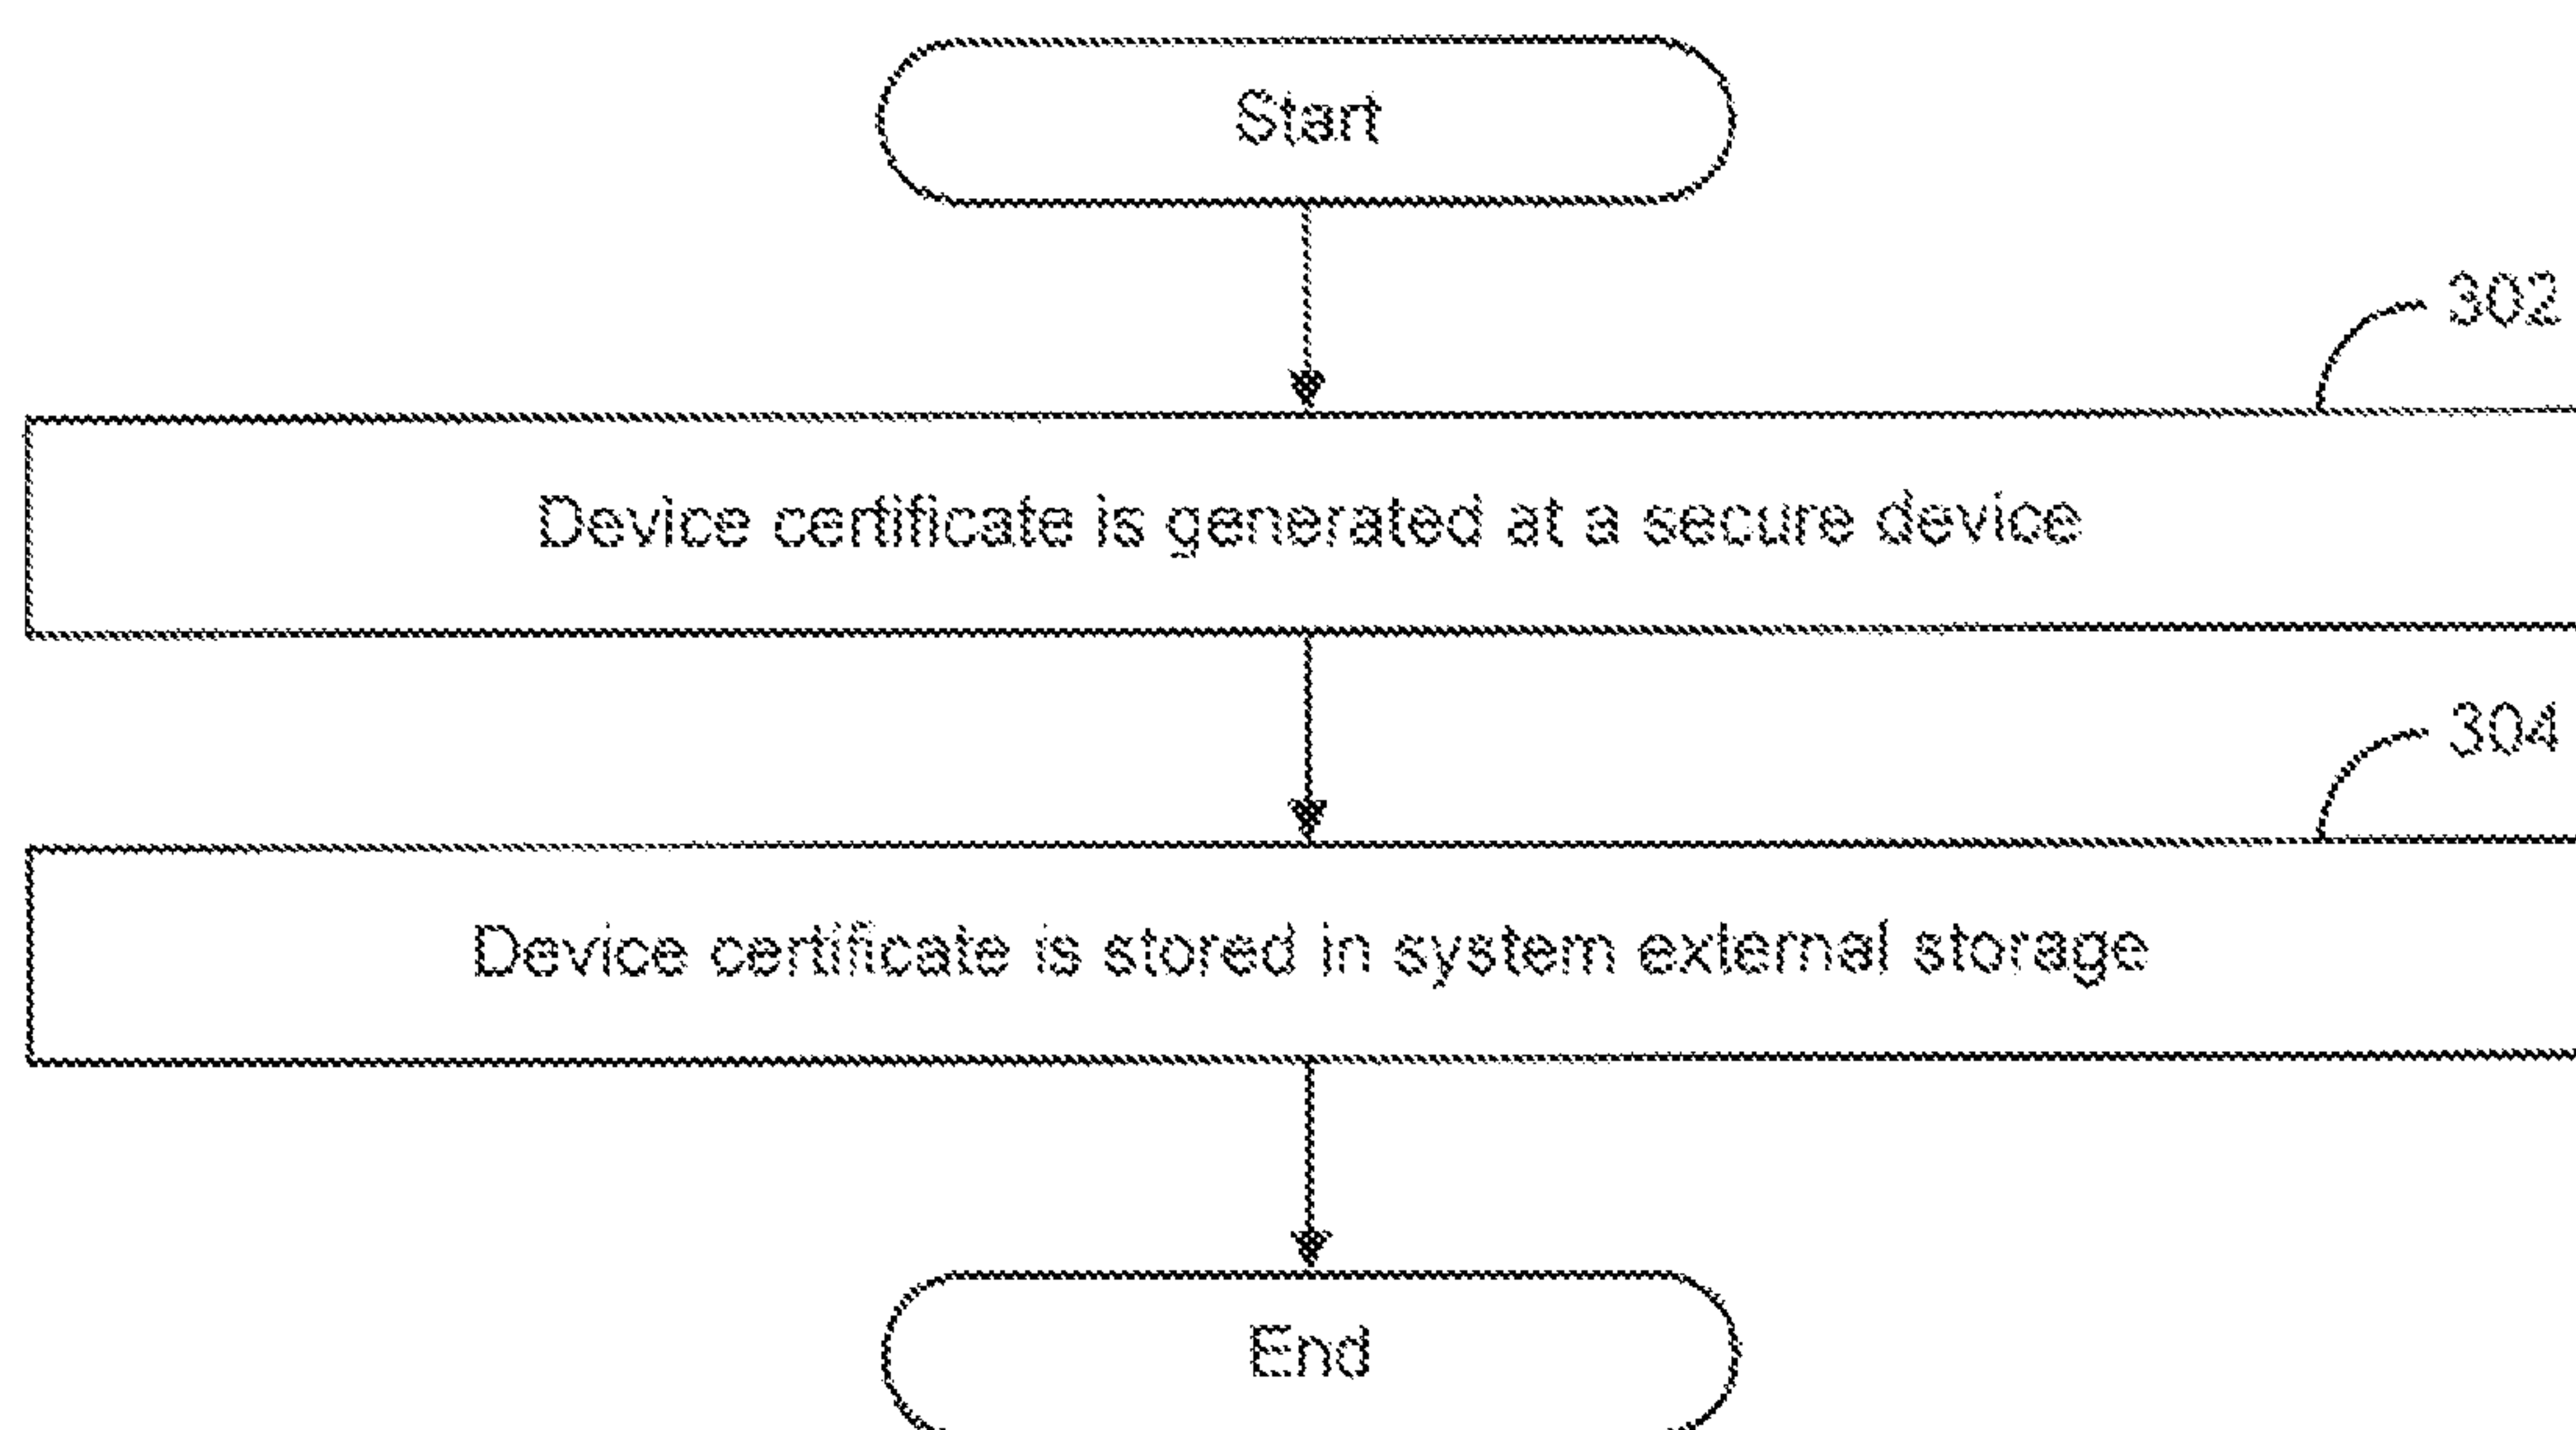 Start
302
Device certificate is generated at a secure device
304
Device certificate is stored in system external storage
End